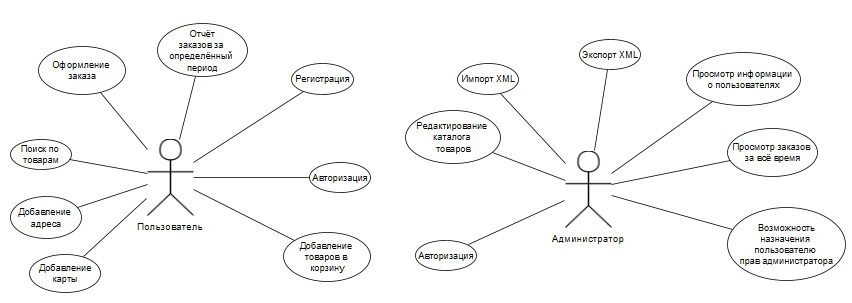 Отчёт
заказов за
определённый
период
Оформление
заказа
Регистрация
Поиск по
товарам
Авторизация
Добавление
адреса
Пользователь
Добавление
товаров в
корзину
Добавление
карты
Экспорт XML
Импорт XML
Просмотр информации
о пользователях
Редактирование
каталога
товаров
Просмотр заказов
за всё время
Администратор
Авторизация
Возможность
назначения
пользователю
прав администратора